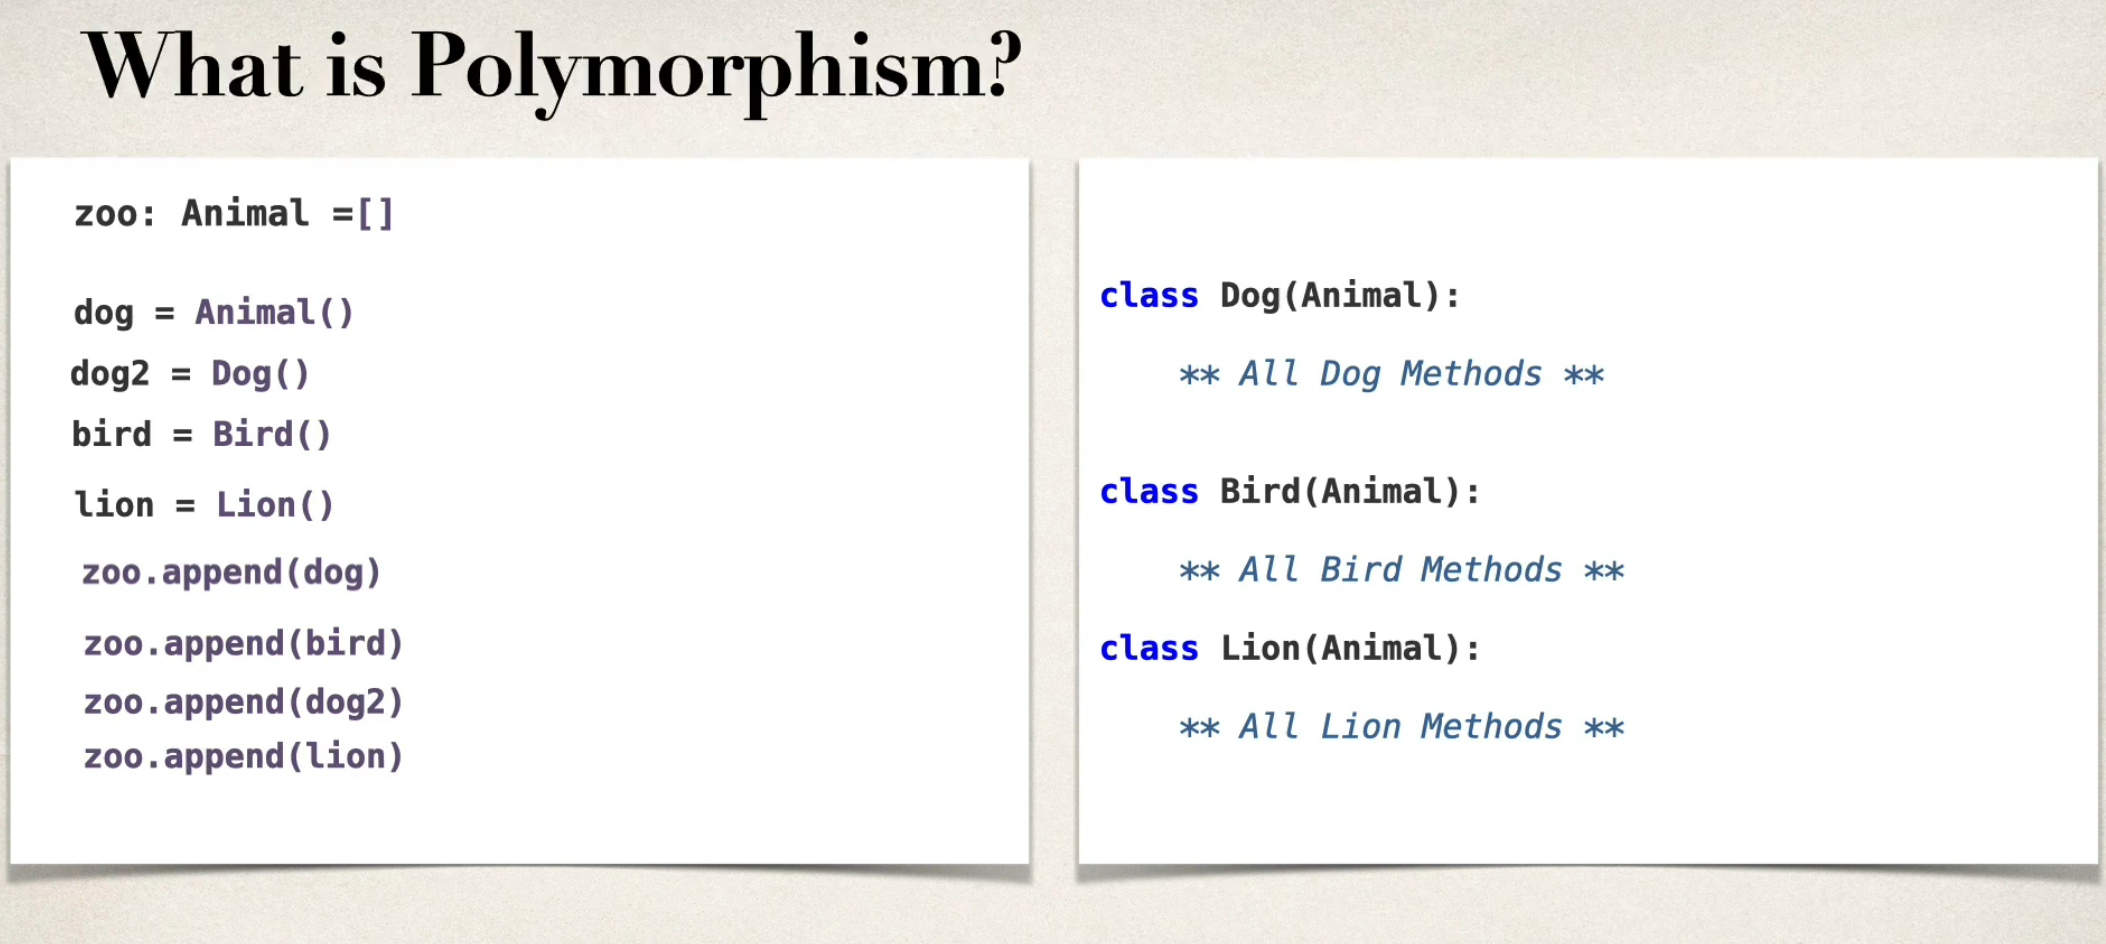 What is Polymorphism?
zoo: Animal =[]
dog = Animal()
dog2 = Dog()
bird = Bird()
lion = Lion()
zoo.append(dog)
zoo.append(bird)
zoo.append(dog2)
zoo.append(lion)
class Dog(Animal):
** All Dog Methods **
class Bird(Animal):
** All Bird Methods **
class Lion(Animal):
** All Lion Methods **